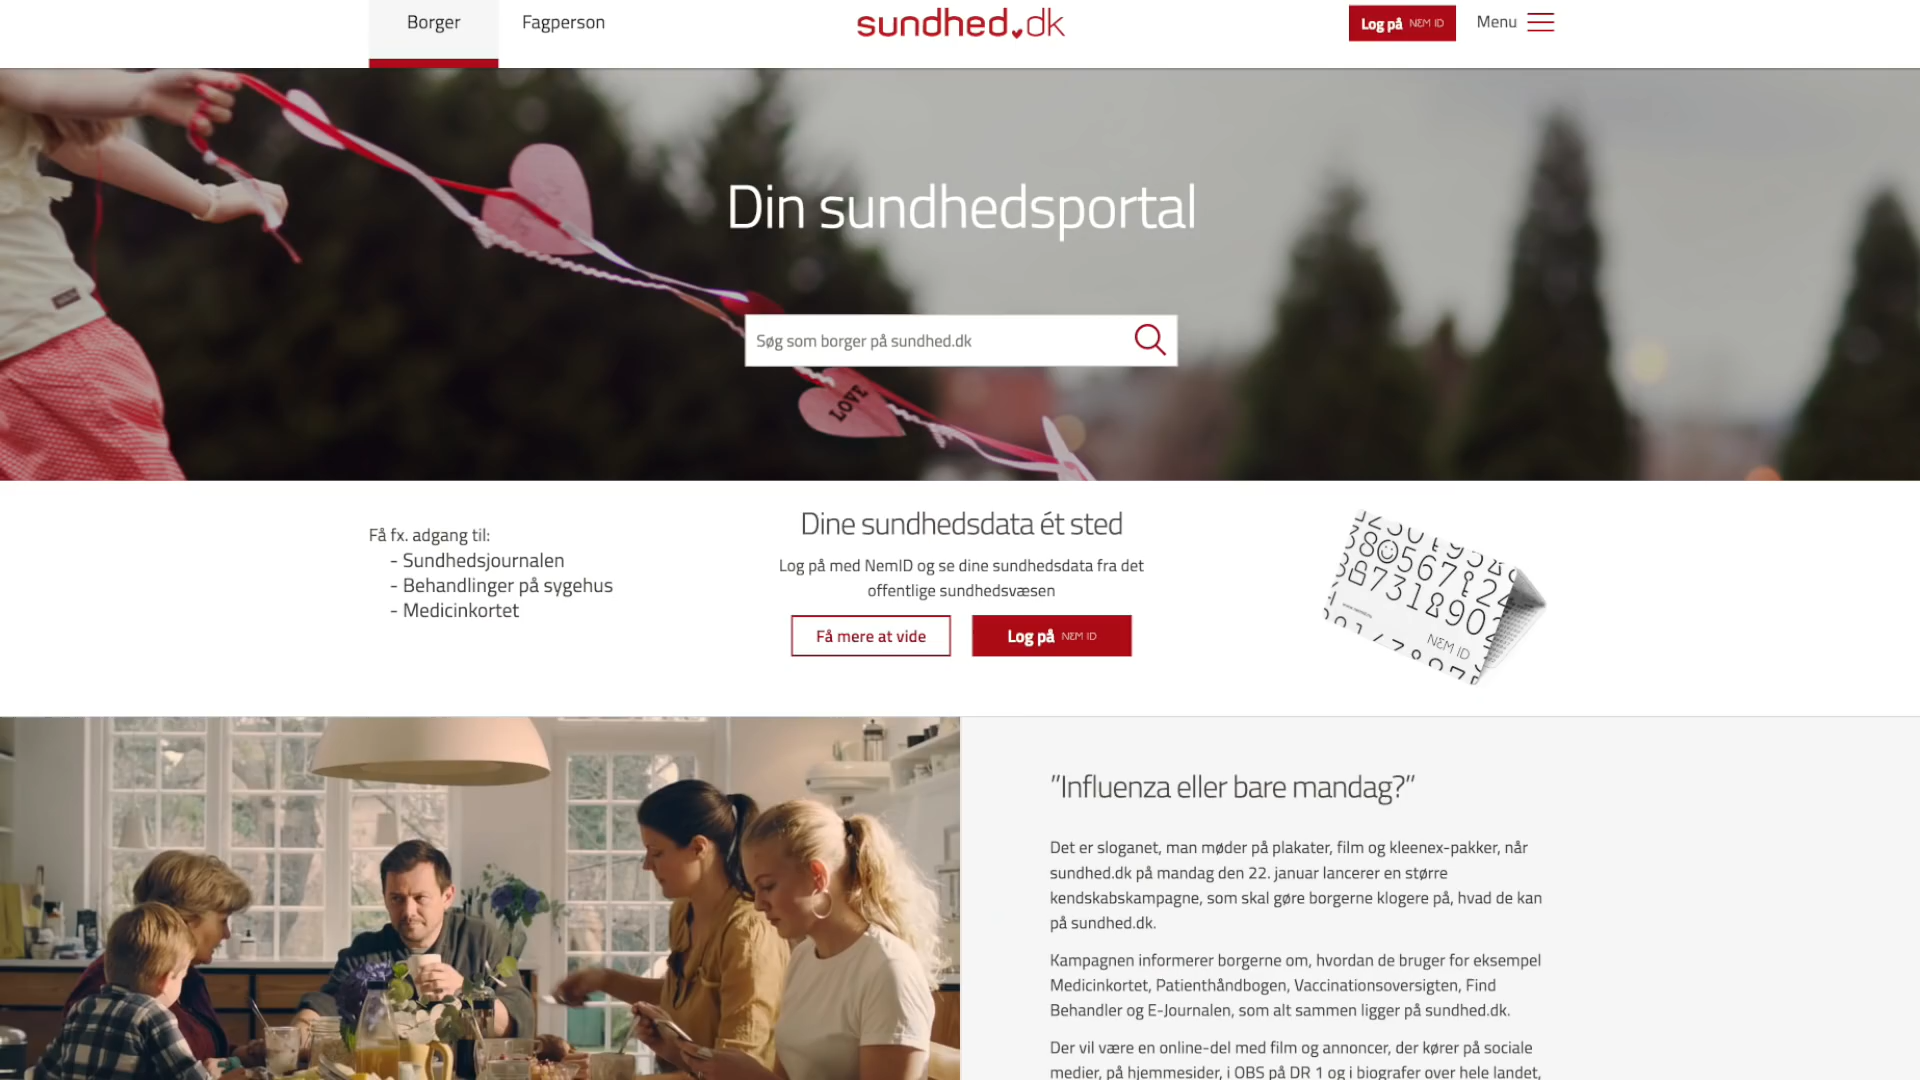 Borger
Fagperson
sundhed.dk
Log på NEM ID
Menu
Din sundhedsportal
Søg som borger på sundhed.dk
LOVE
Få fx. adgang til:
- Sundhedsjournalen
- Behandlinger på sygehus
- Medicinkortet
Dine sundhedsdata ét sted
Log på med NemID og se dine sundhedsdata fra det
offentlige sundhedsvæsen
Få mere at vide
Log på NEM ID
NEM ID
"Influenza eller bare mandag?"
Det er sloganet, man møder på plakater, film og kleenex-pakker, når
sundhed.dk på mandag den 22. januar lancerer en større
kendskabskampagne, som skal gøre borgerne klogere på, hvad de kan
på sundhed.dk.
Kampagnen informerer borgerne om, hvordan de bruger for eksempel
Medicinkortet, Patienthåndbogen, Vaccinationsoversigten, Find
Behandler og E-Journalen, som alt sammen ligger på sundhed.dk.
Der vil være en online-del med film og annoncer, der kører på sociale
medier, på hjemmesider, i OBS på DR 1 og i biografer over hele landet,